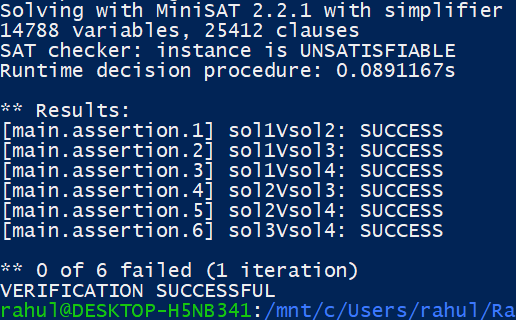 Solving with MiniSAT 2.2.1 with simplifier
14788 variables, 25412 clauses
SAT checker: instance is UNSATISFIABLE
Runtime decision procedure: 0.0891167s
** Results:
[main.assertion.1] sol1Vsol2: SUCCESS
[main.assertion.2] sol1Vsol3: SUCCESS
[main.assertion.3] sol1Vsol4: SUCCESS
[main.assertion.4] sol2Vsol3: SUCCESS
[main.assertion.5] sol2Vsol4: SUCCESS
[main.assertion.6] sol3Vsol4: SUCCESS
** 0 of 6 failed (1 iteration)
VERIFICATION SUCCESSFUL
rahul@DESKTOP-H5NB341:/mnt/c/Users/rahul/Ra